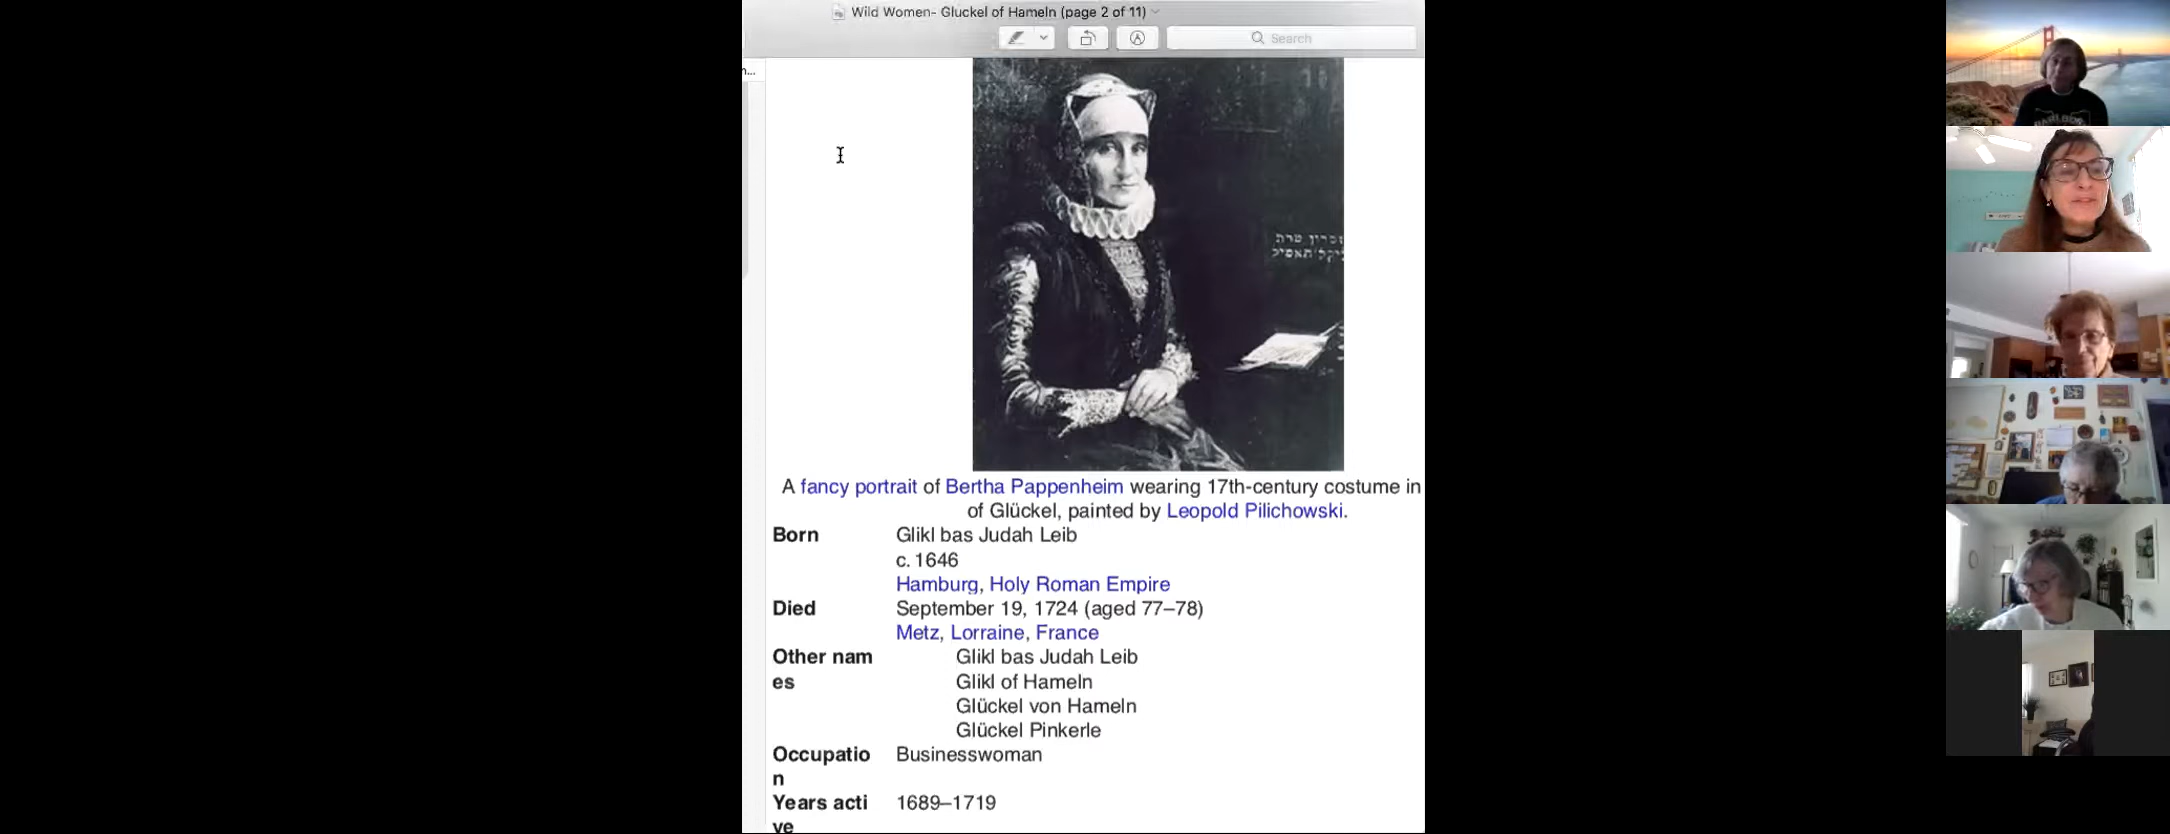 Wild Women- Gluckel of Hameln (page 2 of 11)
Search
A fancy portrait of Bertha Pappenheim wearing 17th-century costume in
of Glückel, painted by Leopold Pilichowski.
Born Glikl bas Judah Leib
c. 1646
Hamburg, Holy Roman Empire
Died September 19, 1724 (aged 77–78)
Metz, Lorraine, France
Other nam Glikl bas Judah Leib
es Glikl of Hameln
Glückel von Hameln
Glückel Pinkerle
Occupatio Businesswoman
n
Years acti 1689–1719
ve